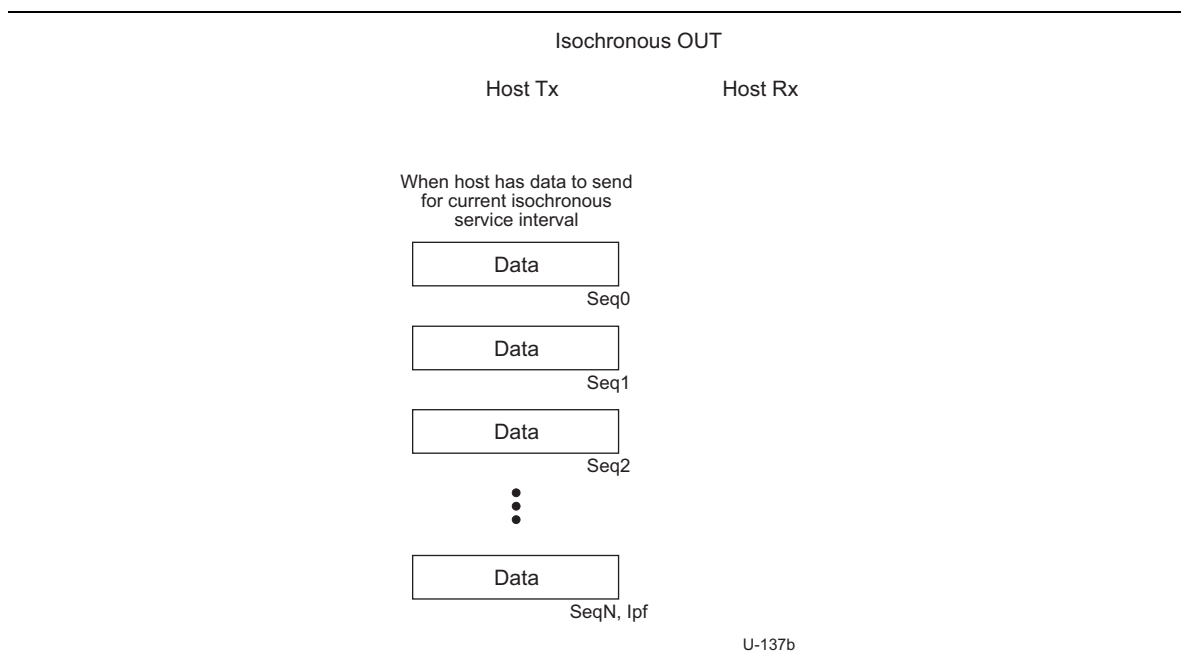 Isochronous OUT
Host Tx
Host Rx
When host has data to send
for current isochronous
service interval
Data
Seq0
Data
Seq1
Data
Seq2
Data
SeqN, lpf
U-137b